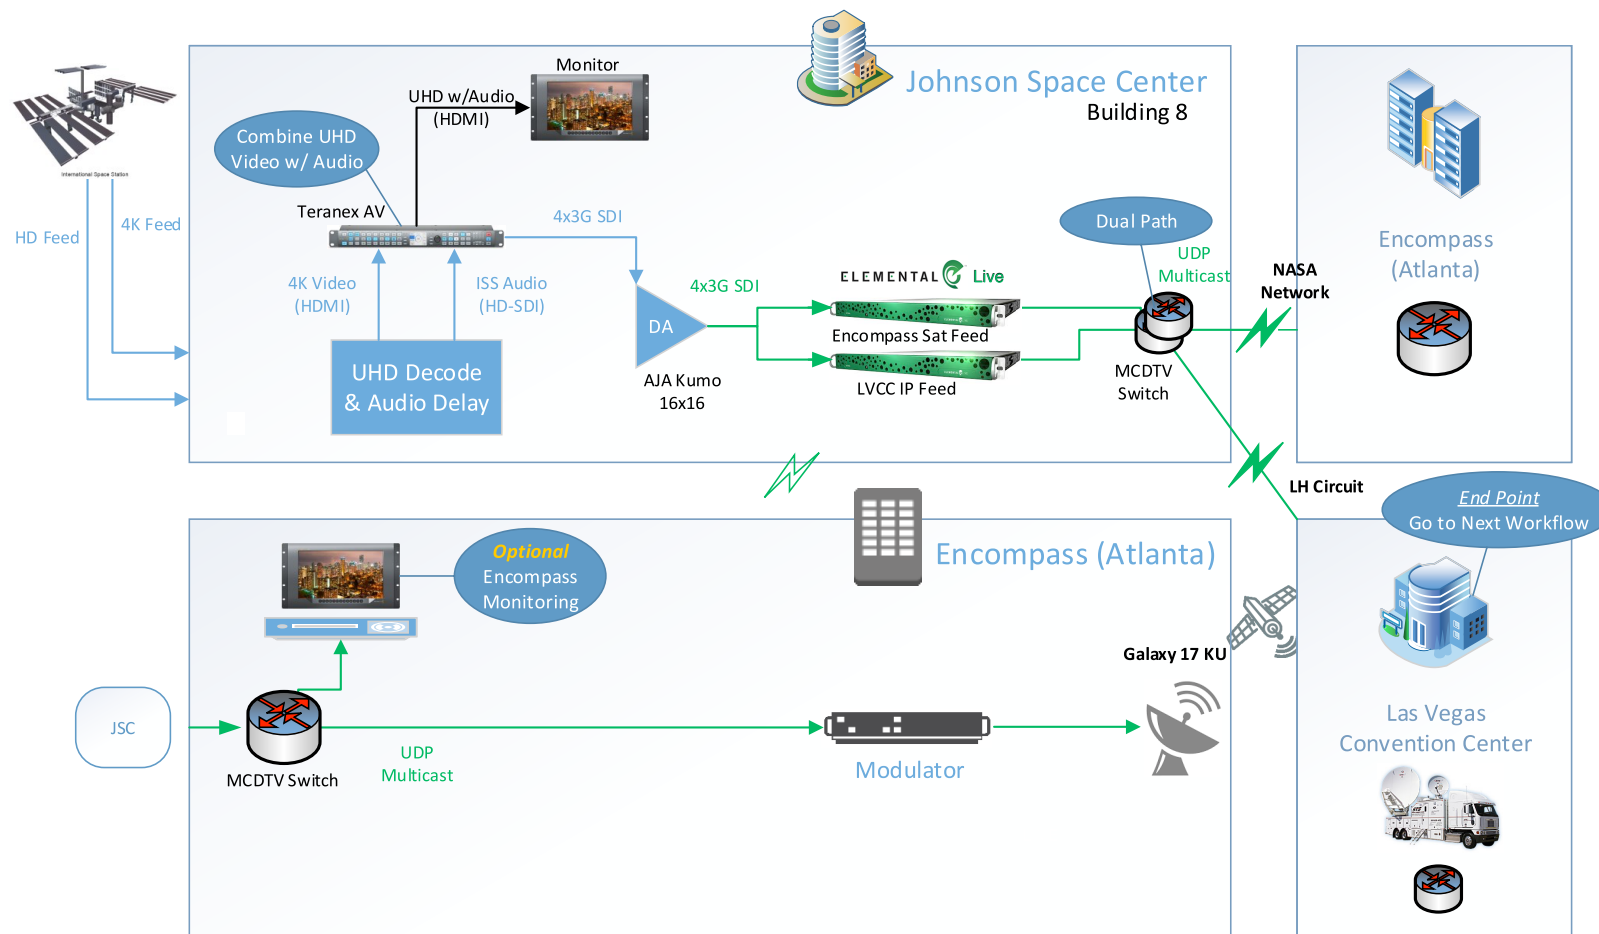 Johnson Space Center
Building 8
Monitor
UHD w/Audio
(HDMI)
Combine UHD
Video w/ Audio
International Space Station
Teranex AV
4K Feed
HD Feed
4x3G SDI
4K Video
(HDMI)
ISS Audio
(HD-SDI)
UHD Decode
& Audio Delay
DA
AJA Kumo
16x16
4x3G SDI
ELEMENTAL e Live
Encompass Sat Feed
LVCC IP Feed
Dual Path
UDP
Multicast
MCDTV
Switch
NASA
Network
Encompass
(Atlanta)
LH Circuit
End Point
Go to Next Workflow
Encompass (Atlanta)
Optional
Encompass
Monitoring
Galaxy 17 KU
JSC
MCDTV Switch
UDP
Multicast
Modulator
Las Vegas
Convention Center